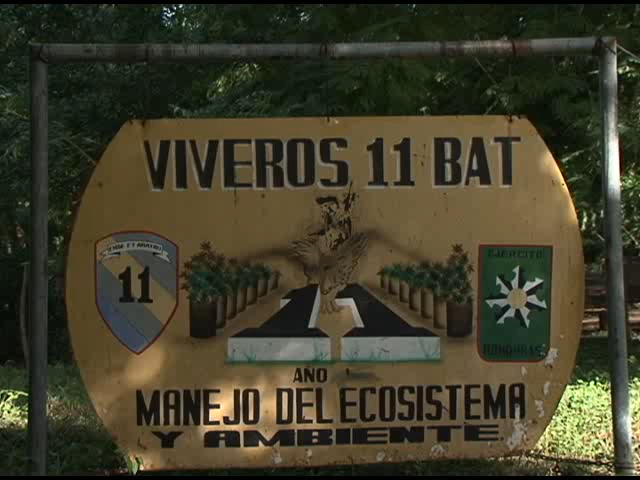 VIVEROS 11 BAT
11
EJERCITO
HONDURAS
AÑO
MANEJO DEL ECOSISTEMA
Y AMBIENTE